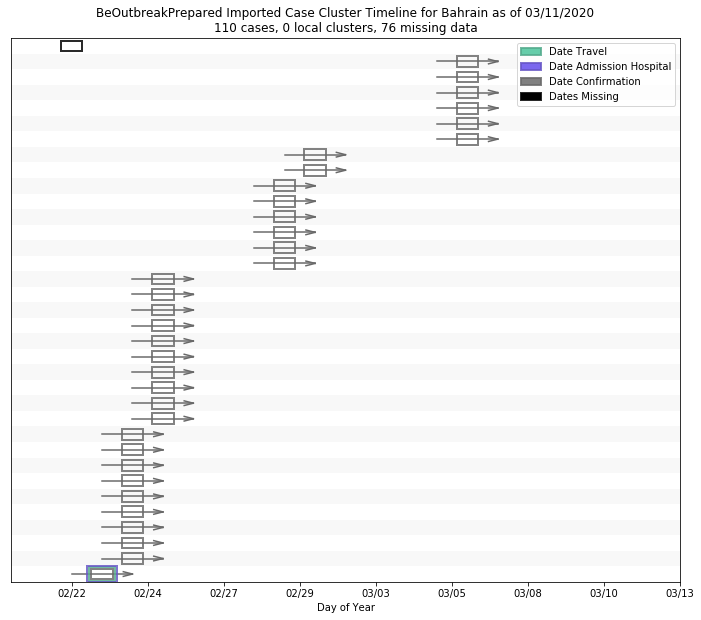 BeOutbreakPrepared Imported Case Cluster Timeline for Bahrain as of 03/11/2020
110 cases, 0 local clusters, 76 missing data
Date Travel
Date Admission Hospital
Date Confirmation
Dates Missing
02/22 02/24 02/27 02/29 03/03 03/05 03/08 03/10 03/13
Day of Year